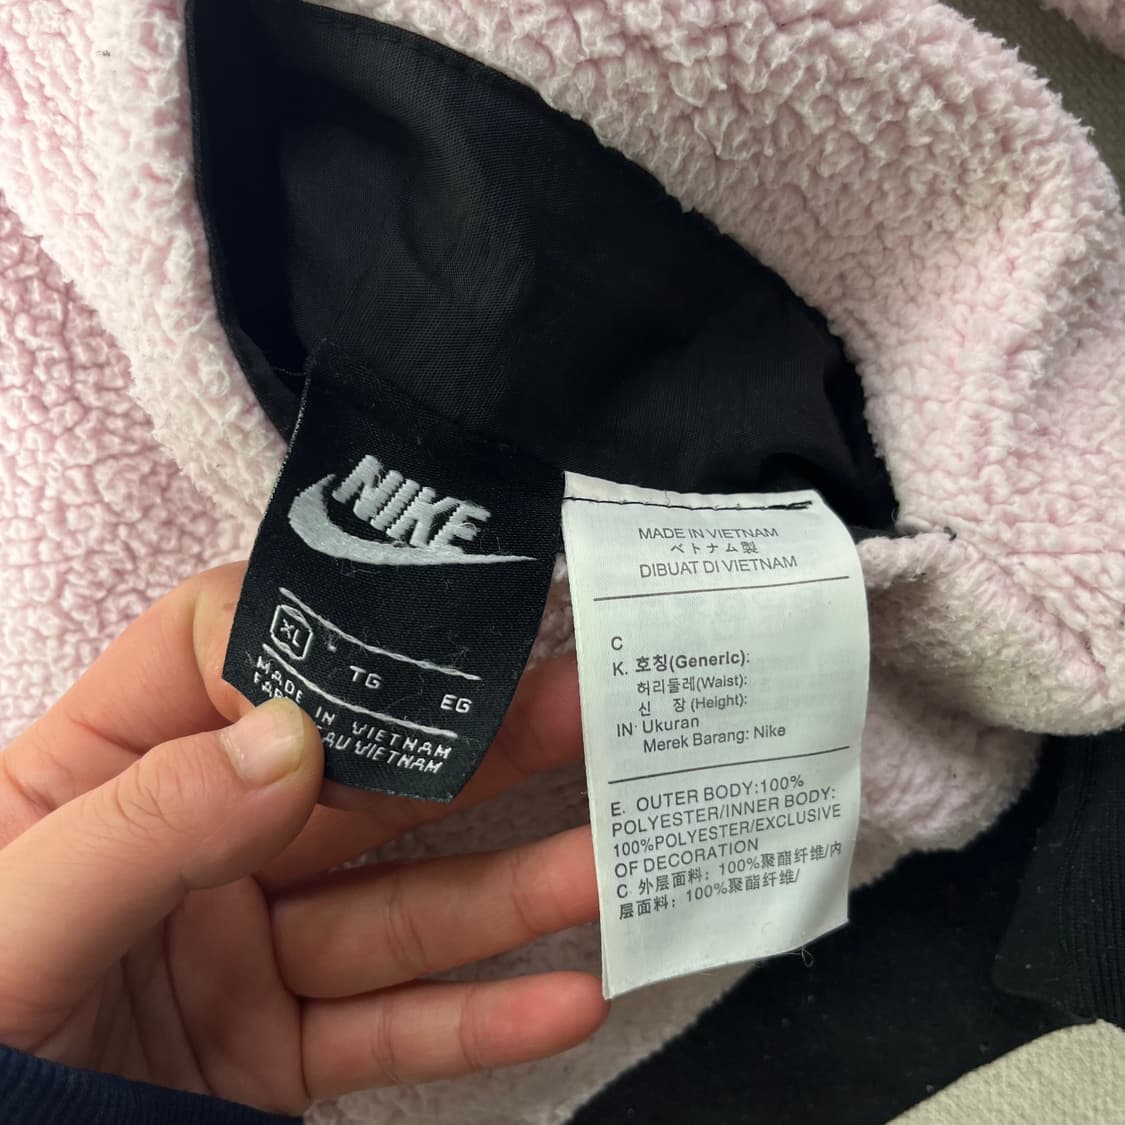 NIKE
XL TG EG
MADE IN VIETNAM
VIETNAM
MADE IN VIETNAM
ベトナム製
DIBUAT DI VIETNAM
C
K. 호칭(Generic):
허리둘레(Waist):
신 장 (Height):
IN· Ukuran
Merek Barang: Nike
E. OUTER BODY:100%
POLYESTER/INNER BODY:
100%POLYESTER/EXCLUSIVE
OF DECORATION
C 外层面料：100%聚酯纤维/内
层面料：100%聚酯纤维/